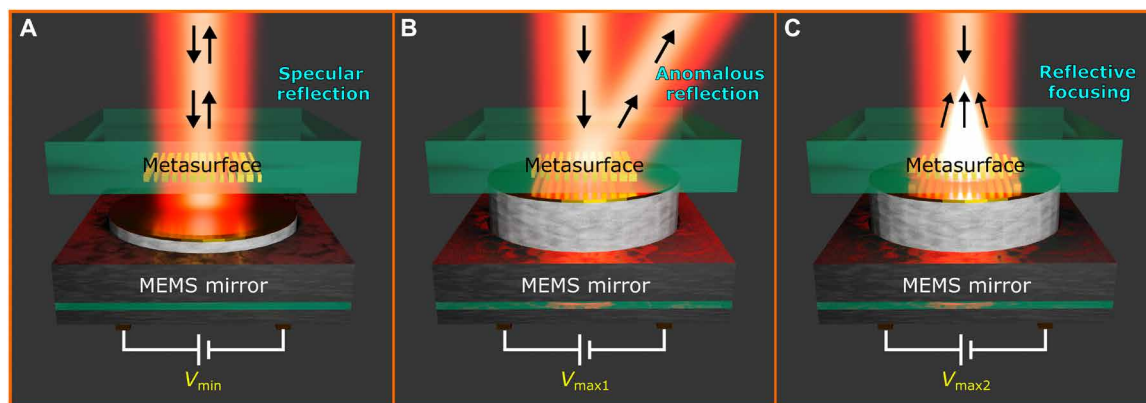 A
Specular
reflection
Metasurface
MEMS mirror
Vmin
B
Anomalous
reflection
Metasurface
MEMS mirror
Vmax1
C
Reflective
focusing
Metasurface
MEMS mirror
Vmax2